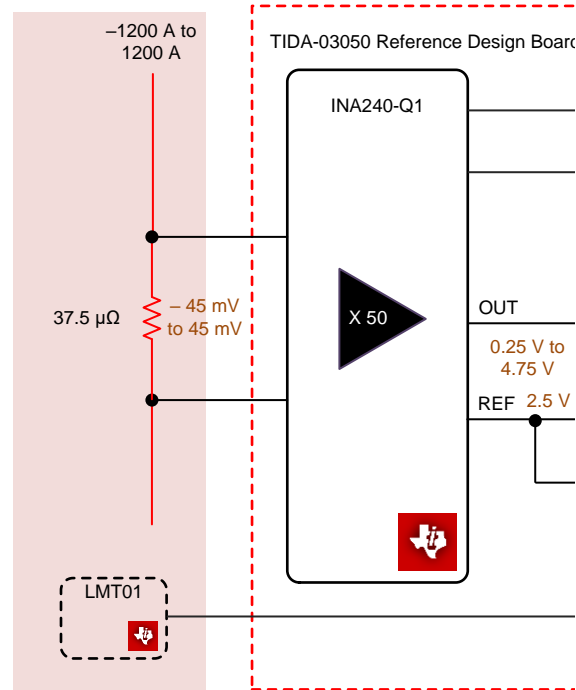 –1200 A to
1200 A
TIDA-03050 Reference Design Board
INA240-Q1
37.5 µΩ
– 45 mV
to 45 mV
X 50
OUT
0.25 V to
4.75 V
REF 2.5 V
LMT01